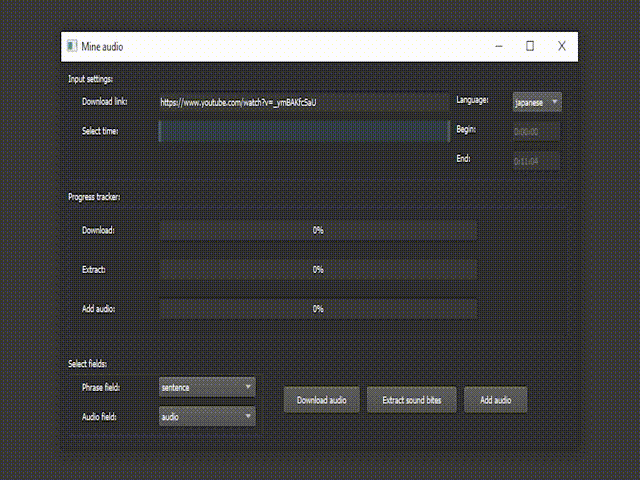 Mine audio
Input settings:
Download link: https://www.youtube.com/watch?v=_ymBAKfcSaU Language: japanese
Select time: Begin: 0:00:00
End: 0:11:04
Progress tracker:
Download: 0%
Extract: 0%
Add audio: 0%
Select fields:
Phrase field: sentence
Audio field: audio
Download audio Extract sound bites Add audio